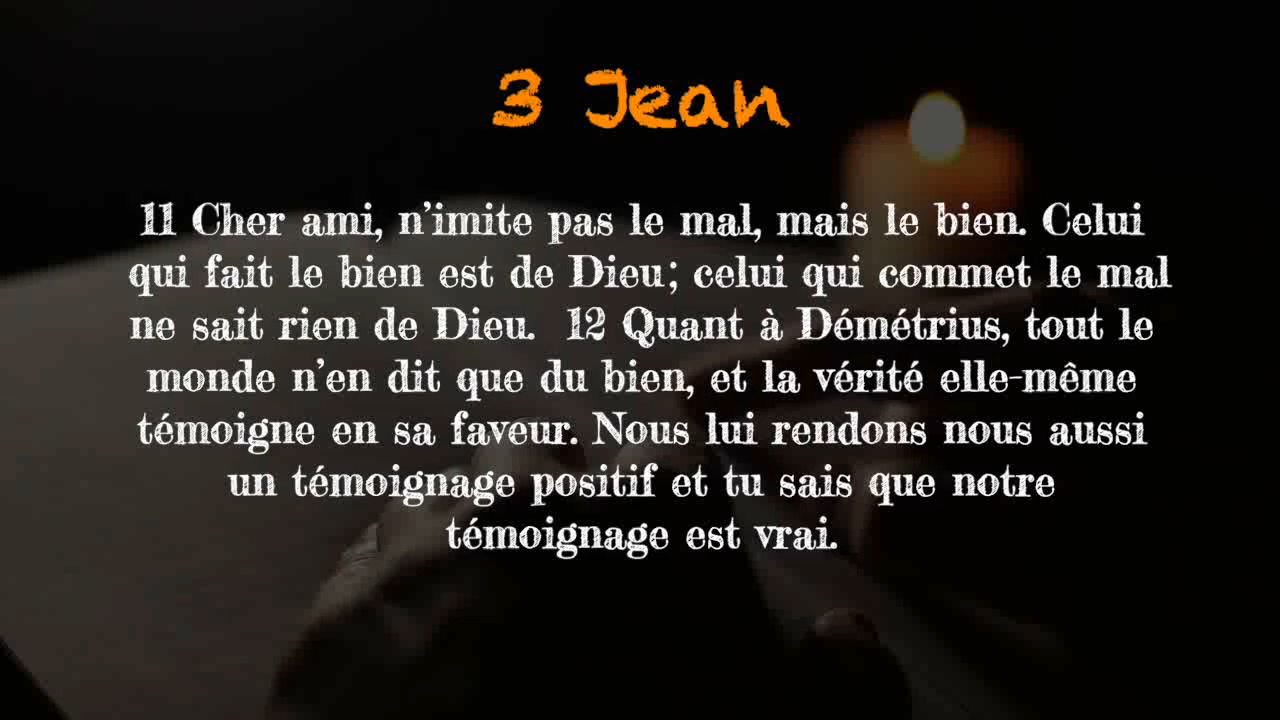 3 Jean
11 Cher ami, n’imite pas le mal, mais le bien. Celui
qui fait le bien est de Dieu; celui qui commet le mal
ne sait rien de Dieu.  12 Quant à Démétrius, tout le
monde n’en dit que du bien, et la vérité elle-même
témoigne en sa faveur. Nous lui rendons nous aussi
un témoignage positif et tu sais que notre
témoignage est vrai.